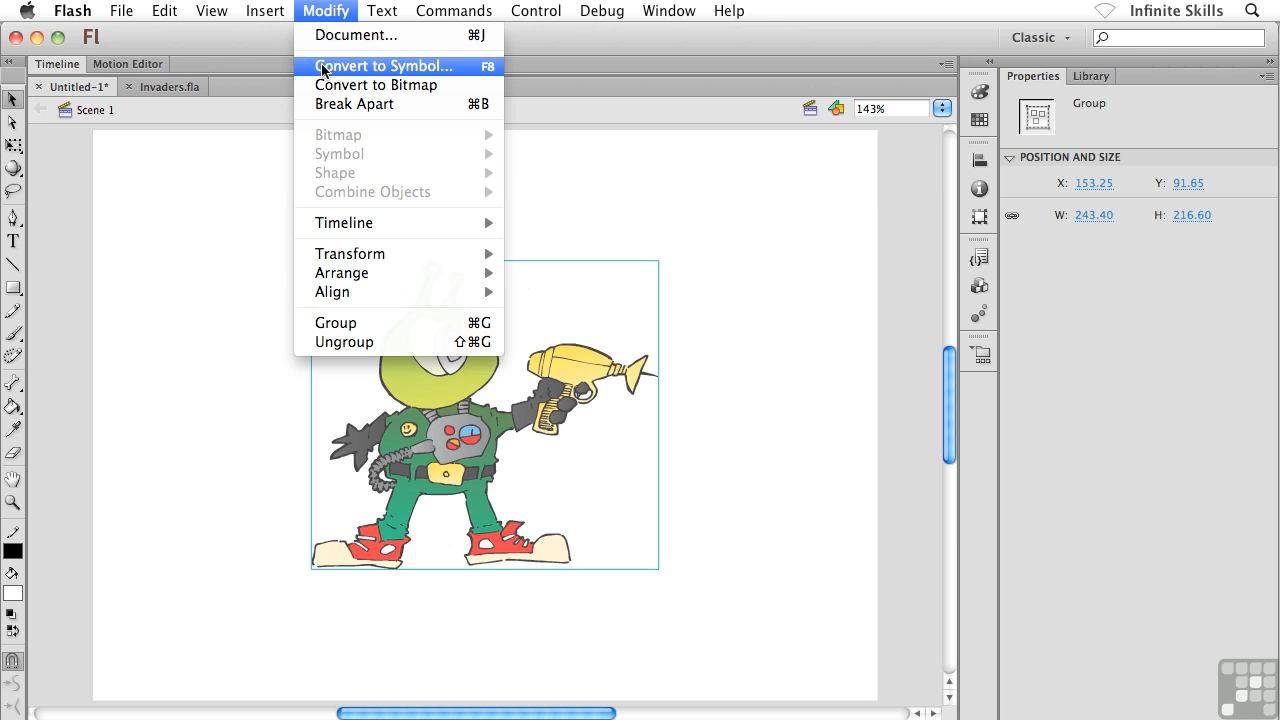 Flash File Edit View Insert Modify Text Commands Control Debug Window Help Infinite Skills
Fl Classic
Timeline Motion Editor
Untitled-1* Invaders.fla
Scene 1 143%
Document... ⌘J
Convert to Symbol... F8
Convert to Bitmap
Break Apart ⌘B
Bitmap
Symbol
Shape
Combine Objects
Timeline
Transform
Arrange
Align
Group ⌘G
Ungroup ⇧⌘G
Properties Library
Group
POSITION AND SIZE
X: 153.25 Y: 91.65
W: 243.40 H: 216.60